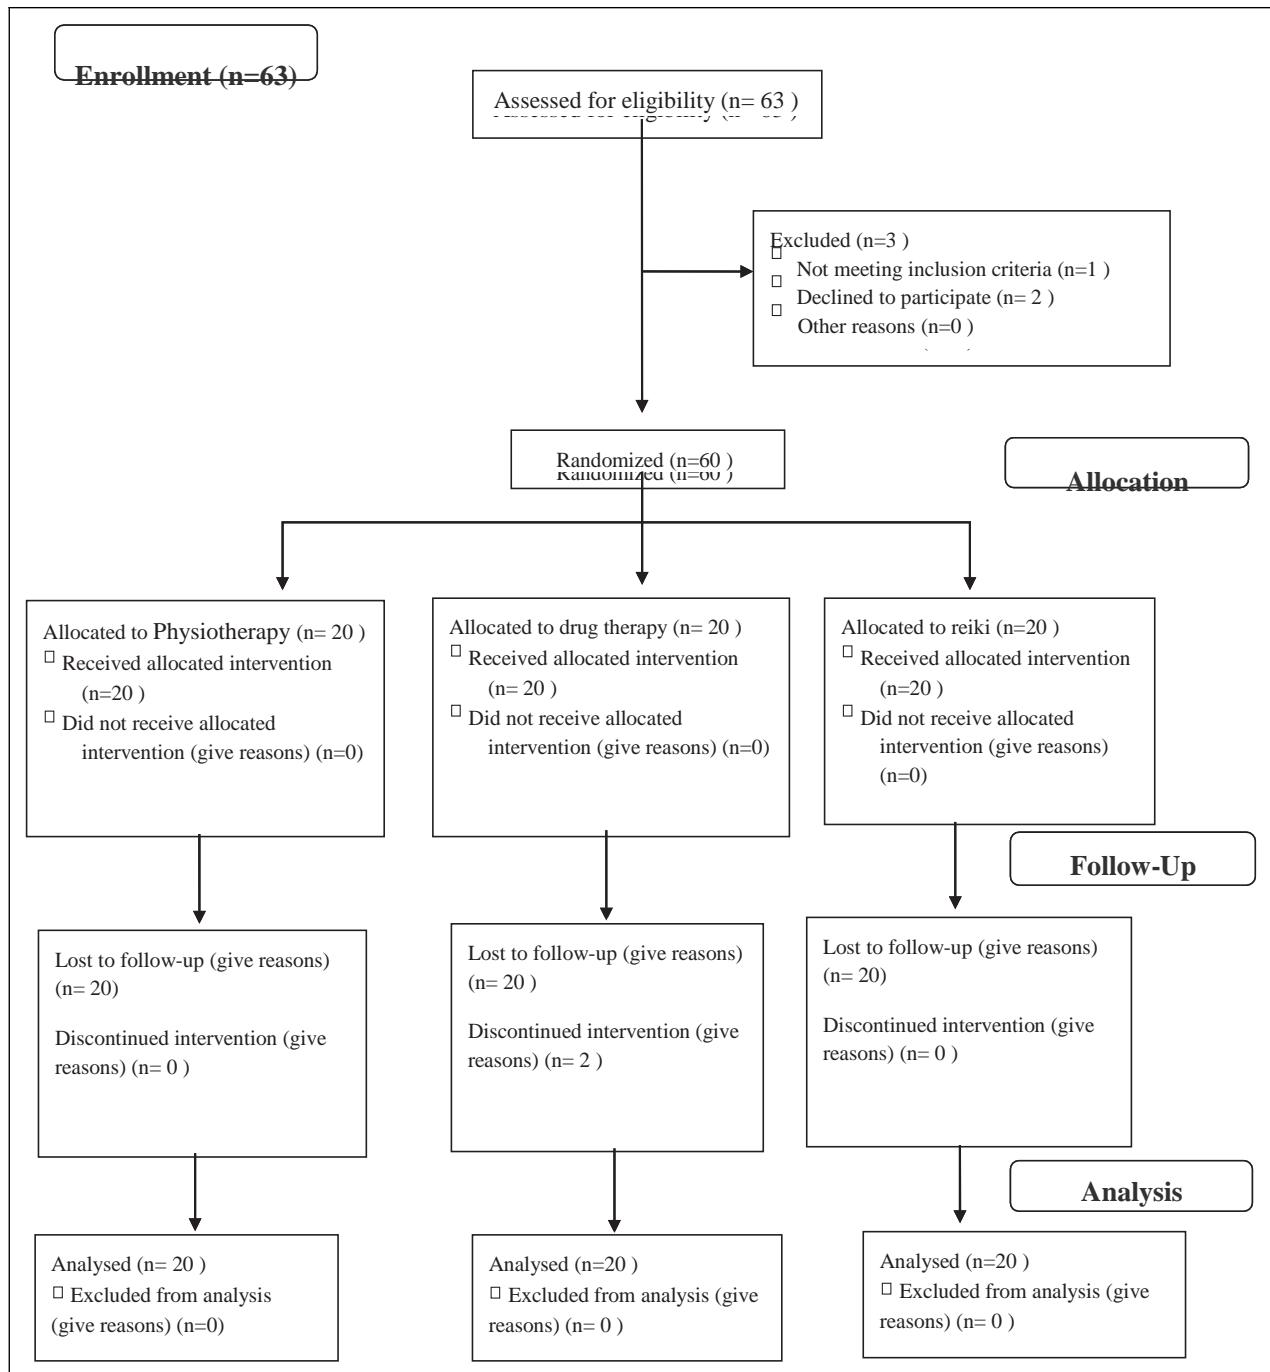 Enrollment (n=63)
Assessed for eligibility (n= 63 )
Excluded (n=3 )
Not meeting inclusion criteria (n=1 )
Declined to participate (n= 2 )
Other reasons (n=0 )
Randomized (n=60 )
Allocation
Allocated to Physiotherapy (n= 20 )
Received allocated intervention
(n=20 )
Did not receive allocated
intervention (give reasons) (n=0)
Allocated to drug therapy (n= 20 )
Received allocated intervention
(n= 20 )
Did not receive allocated
intervention (give reasons) (n=0)
Allocated to reiki (n=20 )
Received allocated intervention
(n=20 )
Did not receive allocated
intervention (give reasons)
(n=0)
Follow-Up
Lost to follow-up (give reasons)
(n= 20)
Discontinued intervention (give
reasons) (n= 0 )
Lost to follow-up (give reasons)
(n= 20 )
Discontinued intervention (give
reasons) (n= 2 )
Lost to follow-up (give reasons)
(n= 20)
Discontinued intervention (give
reasons) (n= 0 )
Analysis
Analysed (n= 20 )
Excluded from analysis
(give reasons) (n=0)
Analysed (n=20 )
Excluded from analysis (give
reasons) (n= 0 )
Analysed (n=20 )
Excluded from analysis (give
reasons) (n= 0 )